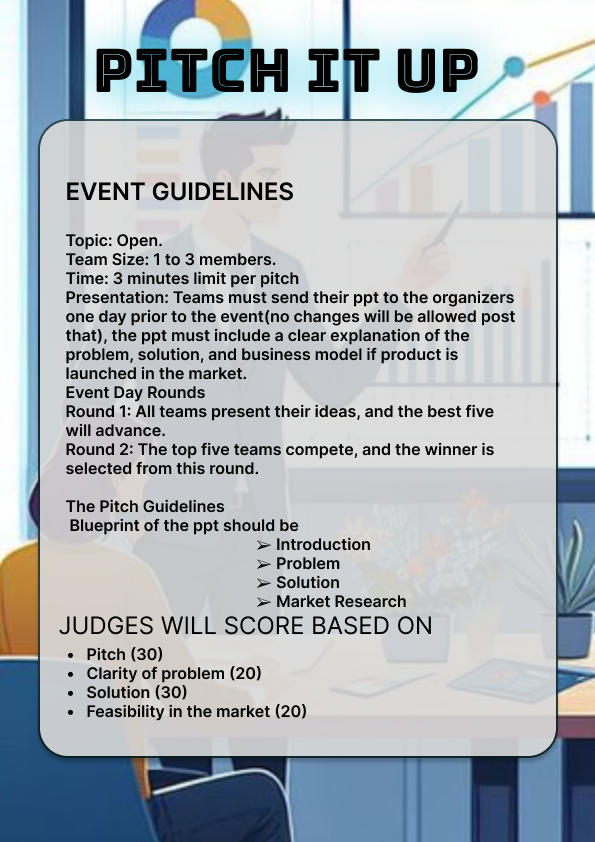 PITCH IT UP
EVENT GUIDELINES
Topic: Open.
Team Size: 1 to 3 members.
Time: 3 minutes limit per pitch
Presentation: Teams must send their ppt to the organizers
one day prior to the event(no changes will be allowed post
that), the ppt must include a clear explanation of the
problem, solution, and business model if product is
launched in the market.
Event Day Rounds
Round 1: All teams present their ideas, and the best five
will advance.
Round 2: The top five teams compete, and the winner is
selected from this round.
The Pitch Guidelines
Blueprint of the ppt should be
➢ Introduction
➢ Problem
➢ Solution
➢ Market Research
JUDGES WILL SCORE BASED ON
• Pitch (30)
• Clarity of problem (20)
• Solution (30)
• Feasibility in the market (20)